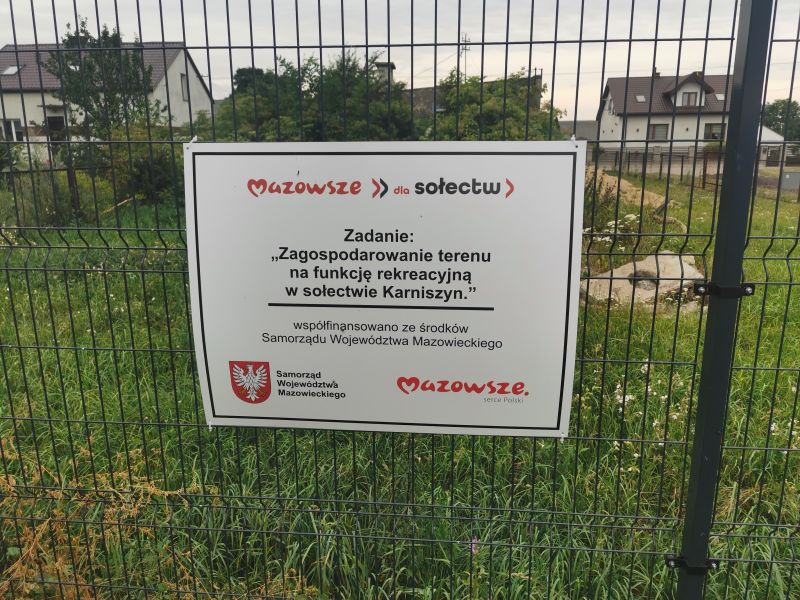 Mazowsze dla sołectw
Zadanie:
„Zagospodarowanie terenu
na funkcję rekreacyjną
w sołectwie Karniszyn.”
współfinansowano ze środków
Samorządu Województwa Mazowieckiego
Samorząd
Województwa
Mazowieckiego
Mazowsze.
serce Polski